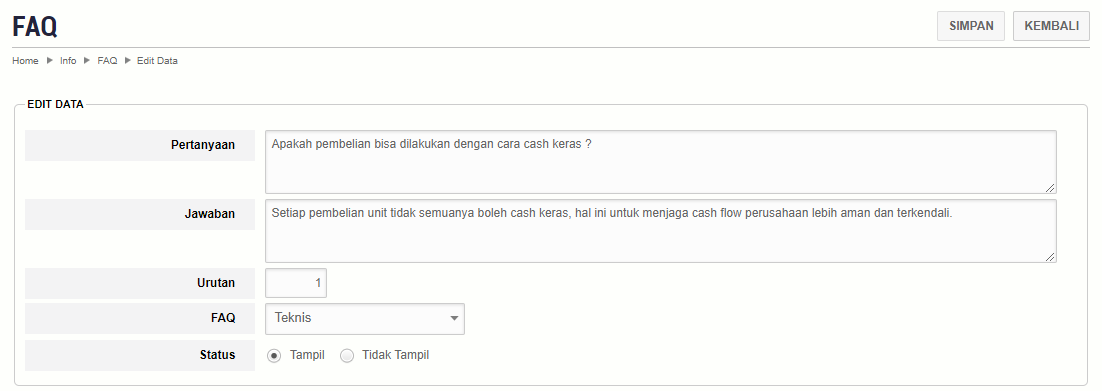 FAQ
SIMPAN
KEMBALI
Home Info FAQ Edit Data
EDIT DATA
Pertanyaan
Apakah pembelian bisa dilakukan dengan cara cash keras ?
Jawaban
Setiap pembelian unit tidak semuanya boleh cash keras, hal ini untuk menjaga cash flow perusahaan lebih aman dan terkendali.
Urutan
1
FAQ
Teknis
Status
Tampil
Tidak Tampil